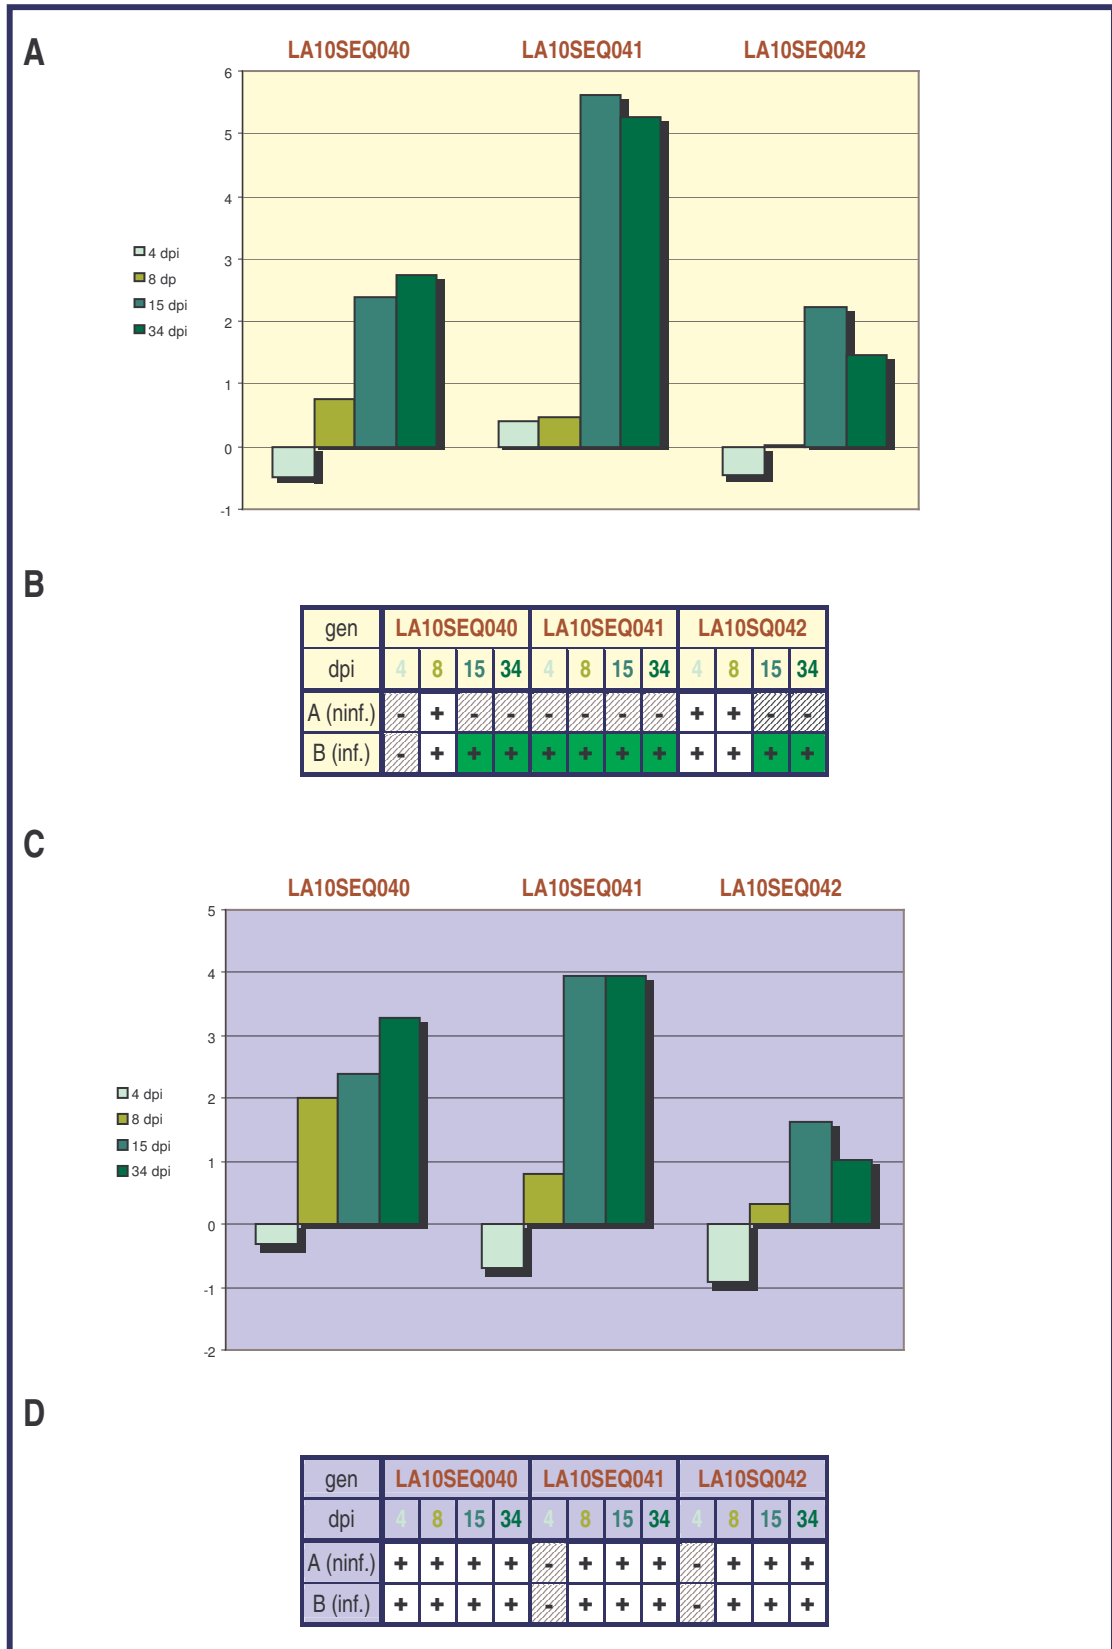 A
LA10SEQ040 LA10SEQ041 LA10SEQ042
6
5
4
3
2
1
0
-1
4 dpi
8 dp
15 dpi
34 dpi
B
gen LA10SEQ040 LA10SEQ041 LA10SQ042
dpi 4 8 15 34 4 8 15 34 4 8 15 34
A (ninf.) - + - - - - - - + + - -
B (inf.) - + + + + + + + + + + +
C
LA10SEQ040 LA10SEQ041 LA10SEQ042
5
4
3
2
1
0
-1
-2
4 dpi
8 dpi
15 dpi
34 dpi
D
gen LA10SEQ040 LA10SEQ041 LA10SQ042
dpi 4 8 15 34 4 8 15 34 4 8 15 34
A (ninf.) + + + + - + + + - + + +
B (inf.) + + + + - + + + - + + +